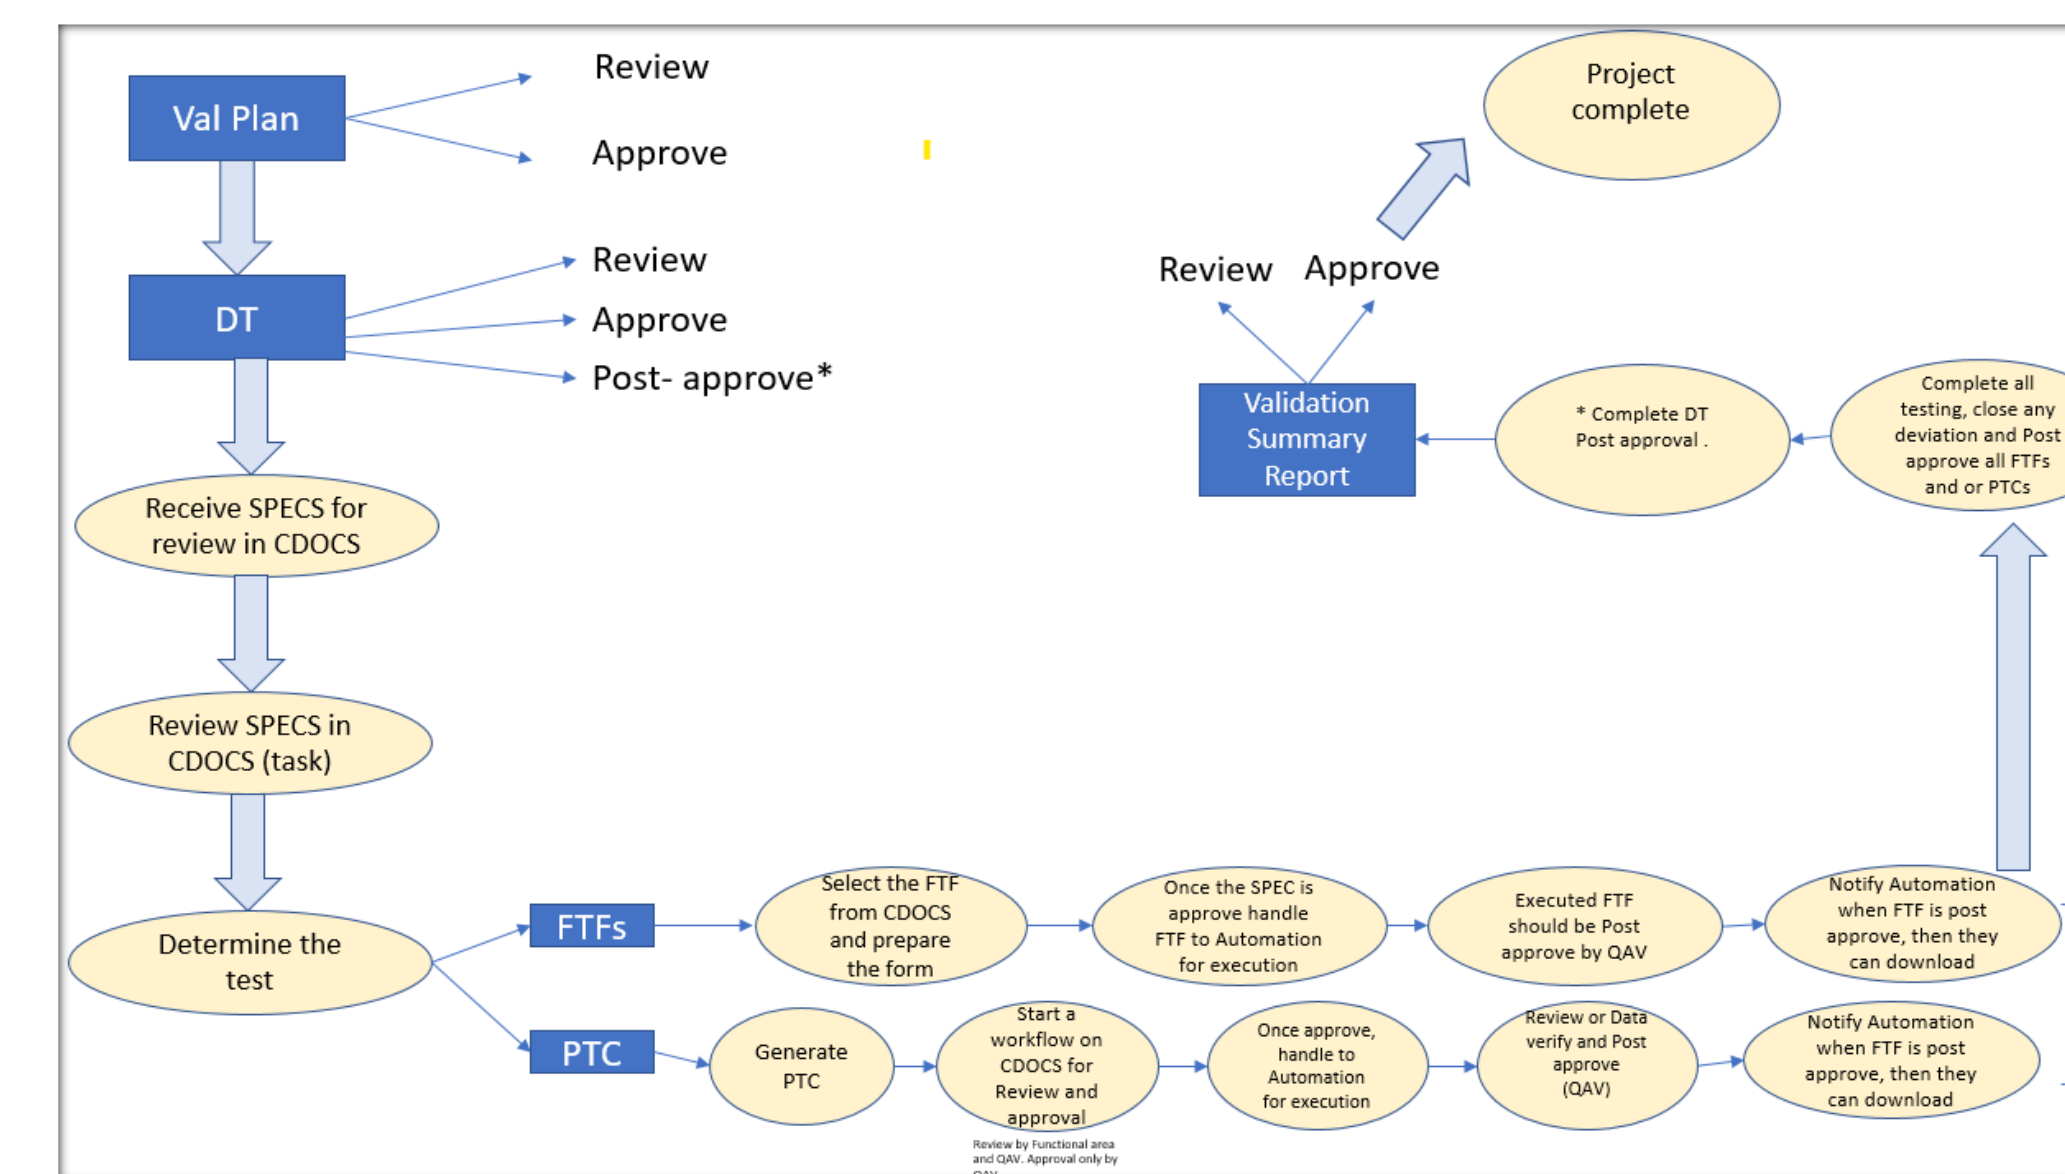 Val Plan
Review
Approve
DT
Review
Approve
Post- approve*
Receive SPECS for
review in CDOCS
Review SPECS in
CDOCS (task)
Determine the
test
FTFs
Select the FTF
from CDOCS
and prepare
the form
Once the SPEC is
approve handle
FTF to Automation
for execution
Executed FTF
should be Post
approve by QAV
Notify Automation
when FTF is post
approve, then they
can download
PTC
Generate
PTC
Start a
workflow on
CDOCS for
Review and
approval
Review by Functional area
and QAV. Approval only by
Once approve,
handle to
Automation
for execution
Review or Data
verify and Post
approve
(QAV)
Notify Automation
when FTF is post
approve, then they
can download
Complete all
testing, close any
deviation and Post
approve all FTFs
and or PTCs
* Complete DT
Post approval .
Validation
Summary
Report
Review
Approve
Project
complete